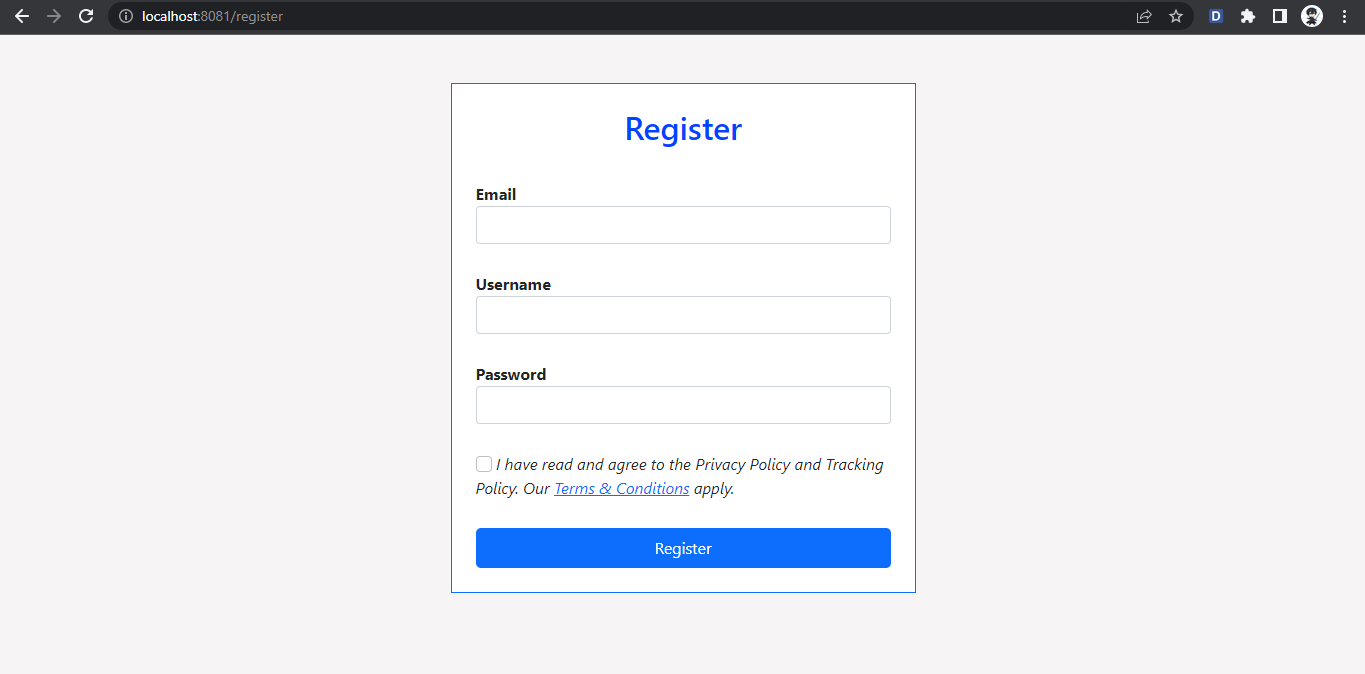 localhost:8081/register
D
Register
Email
Username
Password
I have read and agree to the Privacy Policy and Tracking
Policy. Our Terms & Conditions apply.
Register